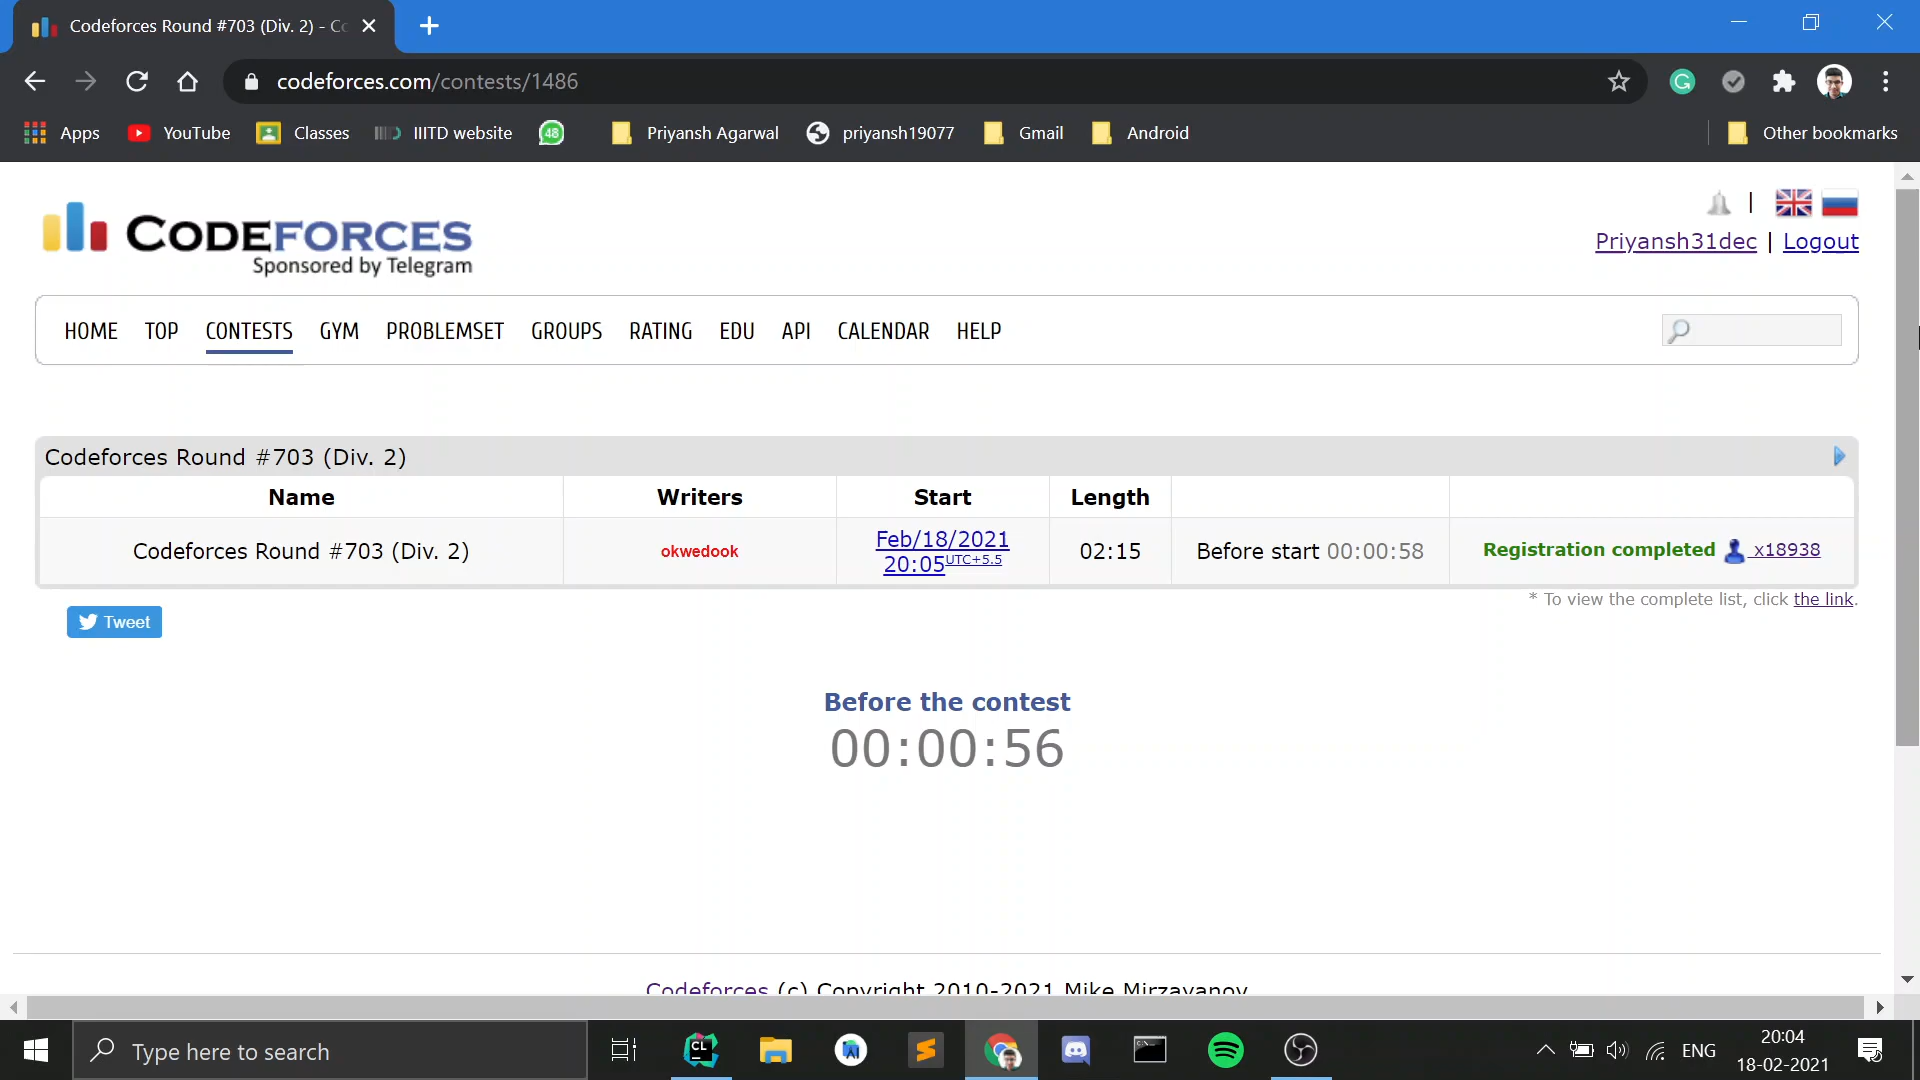 Codeforces Round #703 (Div. 2) - Co
codeforces.com/contests/1486
Apps YouTube Classes IIITD website 48 Priyansh Agarwal priyansh19077 Gmail Android Other bookmarks
CODEFORCES
Sponsored by Telegram
|
Priyansh31dec | Logout
HOME TOP CONTESTS GYM PROBLEMSET GROUPS RATING EDU API CALENDAR HELP
Codeforces Round #703 (Div. 2)
Name Writers Start Length
Codeforces Round #703 (Div. 2) okwedook Feb/18/2021 20:05 UTC+5.5 02:15 Before start 00:00:58 Registration completed x18938
* To view the complete list, click the link.
Tweet
Before the contest
00:00:56
Codeforces (c) Copyright 2010-2021 Mike Mirzayanov
Type here to search
CL
ENG
20:04
18-02-2021